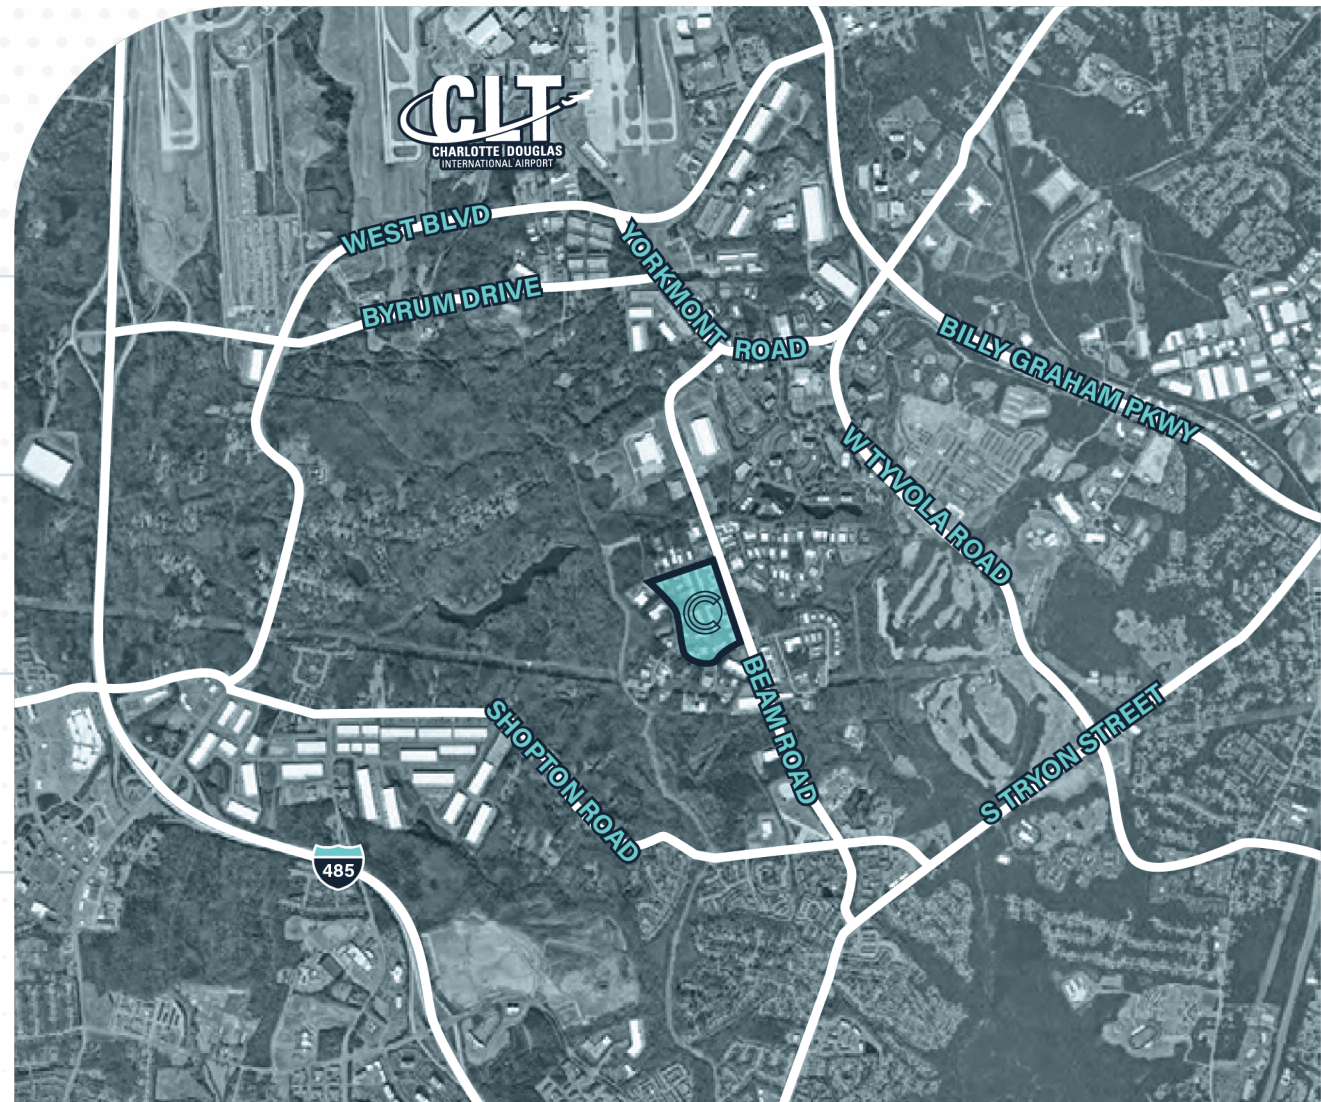 CLT
CHARLOTTE | DOUGLAS
INTERNATIONAL AIRPORT
WEST BLVD
YORKMONT ROAD
BYRUM DRIVE
BILLY GRAHAM PKWY
W TYVOLA ROAD
BEAM ROAD
S TRYON STREET
SHOPTON ROAD
485